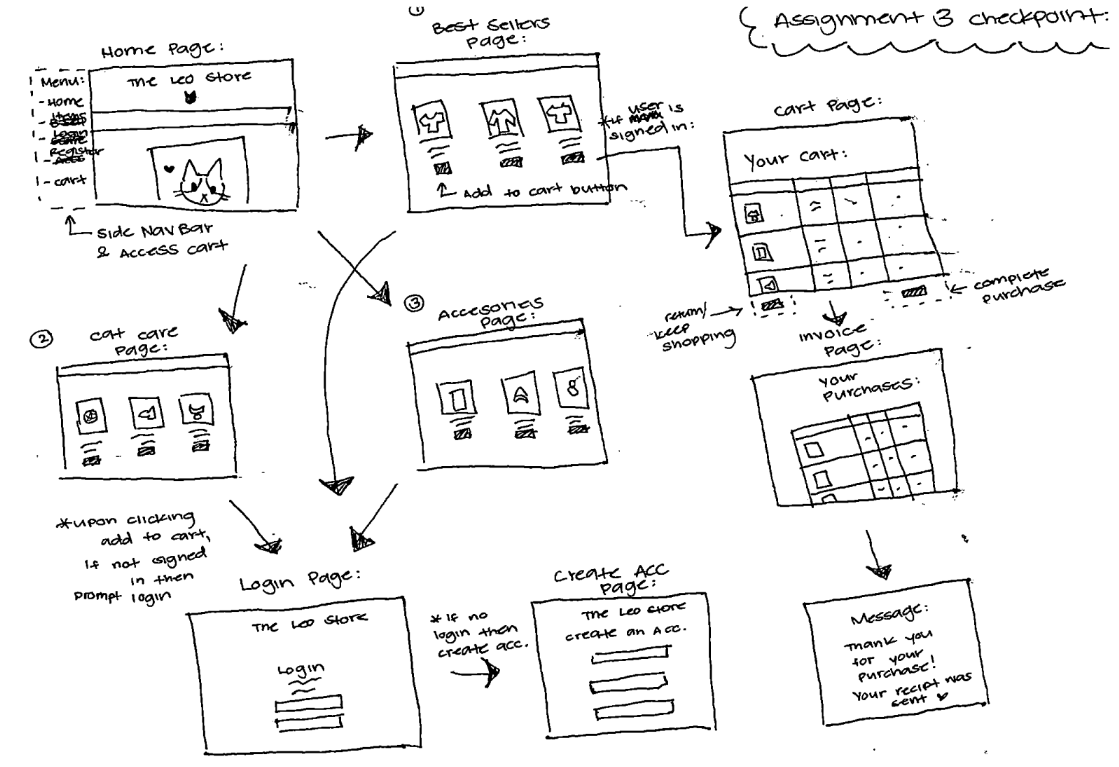 Assignment 3 checkpoint:
Home Page:
Menu:
- Home
Items
Login
Register
- cart
The Leo Store
side NavBar
& Access cart
①
Best Sellers
Page:
Add to cart button
*if user is
signed in:
Cart Page:
Your Cart:
return/
keep
shopping
complete
purchase
②
cat care
Page:
③
Accesories
Page:
invoice
Page:
Your
Purchases:
*upon clicking
add to cart,
if not signed
in then
prompt login
Login Page:
The Leo Store
Login
*if no
login then
create acc.
Create Acc
Page:
The Leo Store
create an Acc.
Message:
Thank you
for your
purchase!
Your recipt was
sent